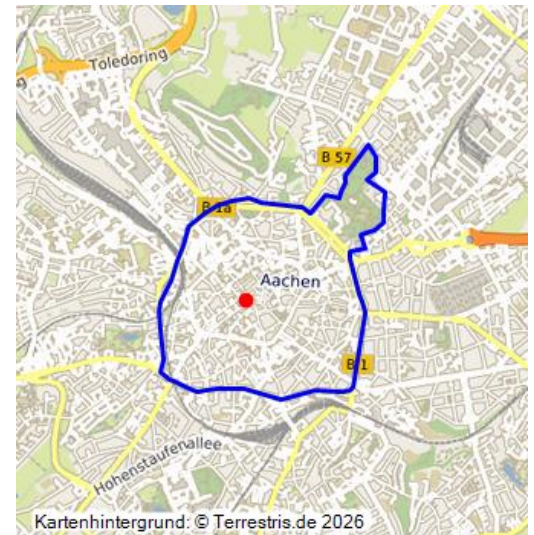 Toledoring
B 57
B 1a
Aachen
B 1
Hohenstaufenallee
Kartenhintergrund: © Terrestris.de 2026